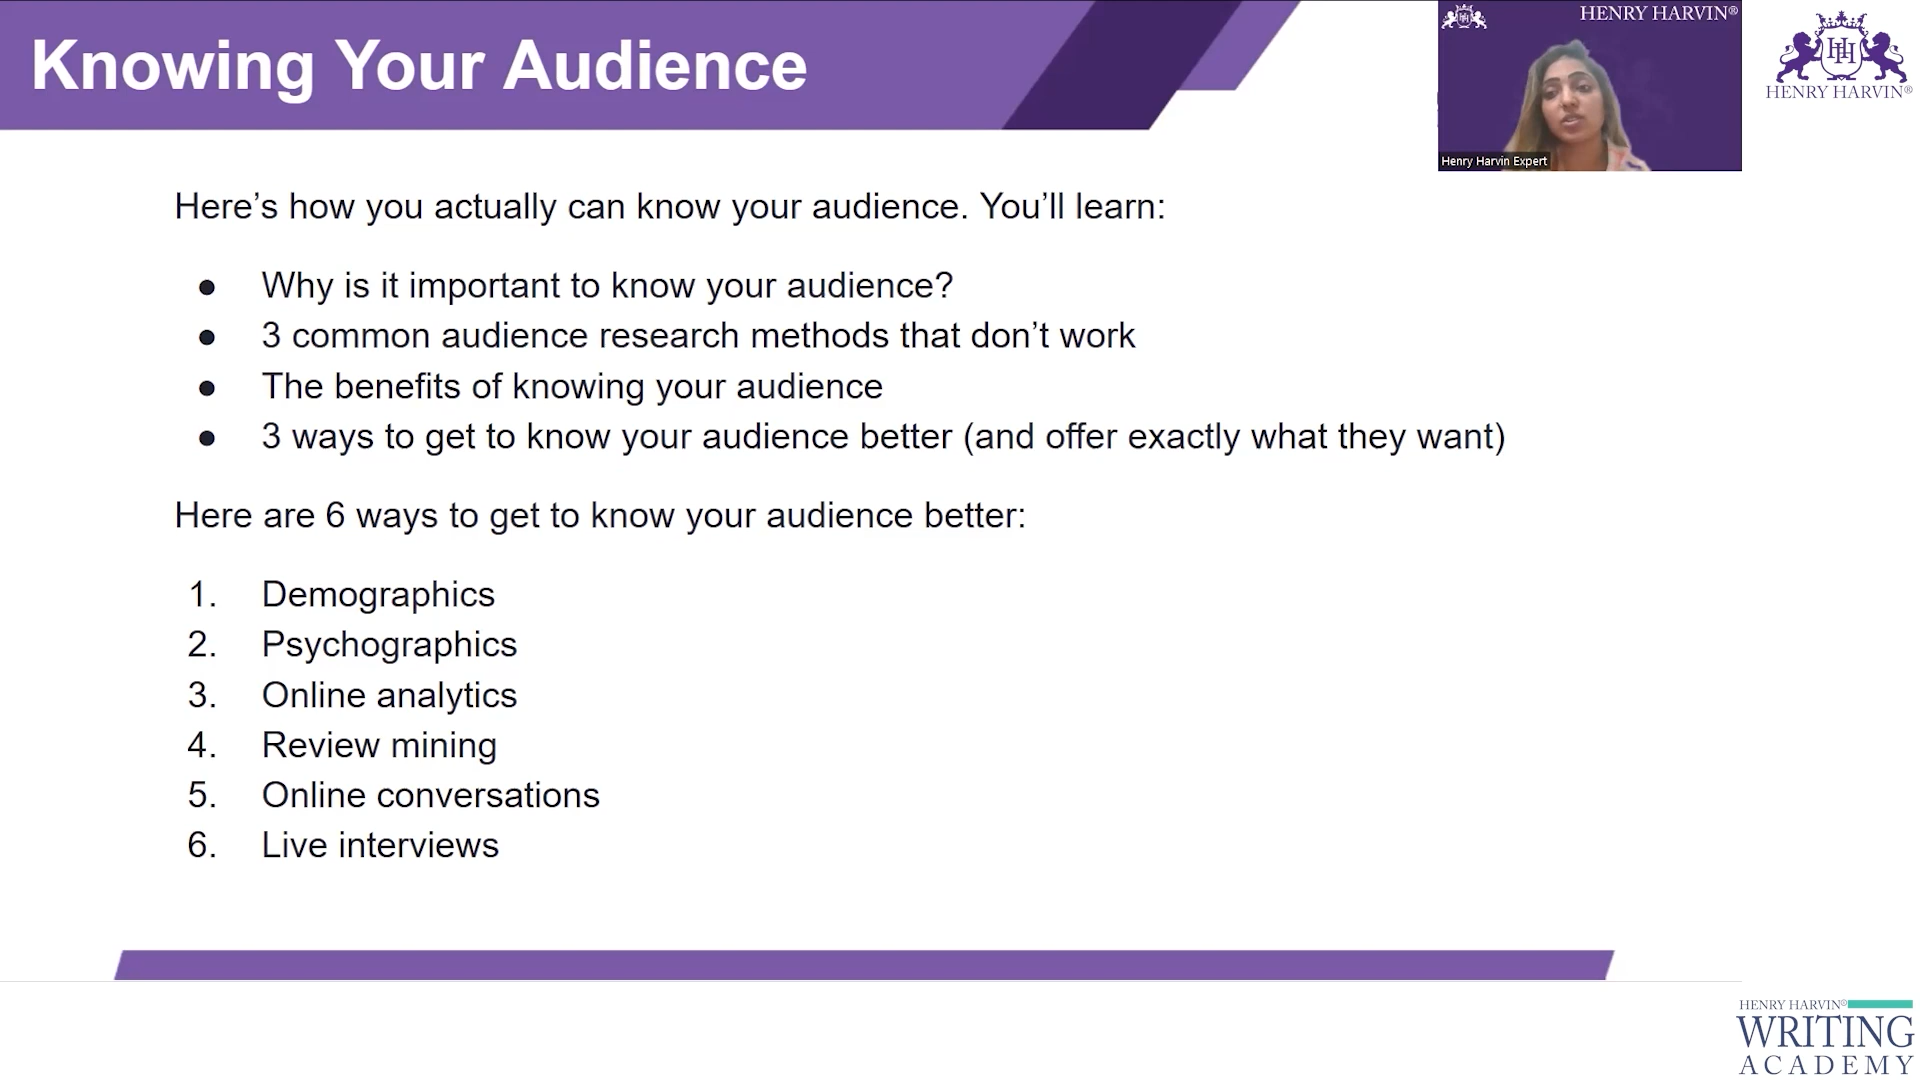 Knowing Your Audience
HENRY HARVIN®
HENRY HARVIN®
Henry Harvin Expert
Here’s how you actually can know your audience. You’ll learn:
● Why is it important to know your audience?
● 3 common audience research methods that don’t work
● The benefits of knowing your audience
● 3 ways to get to know your audience better (and offer exactly what they want)
Here are 6 ways to get to know your audience better:
1. Demographics
2. Psychographics
3. Online analytics
4. Review mining
5. Online conversations
6. Live interviews
HENRY HARVIN®
WRITING
ACADEMY